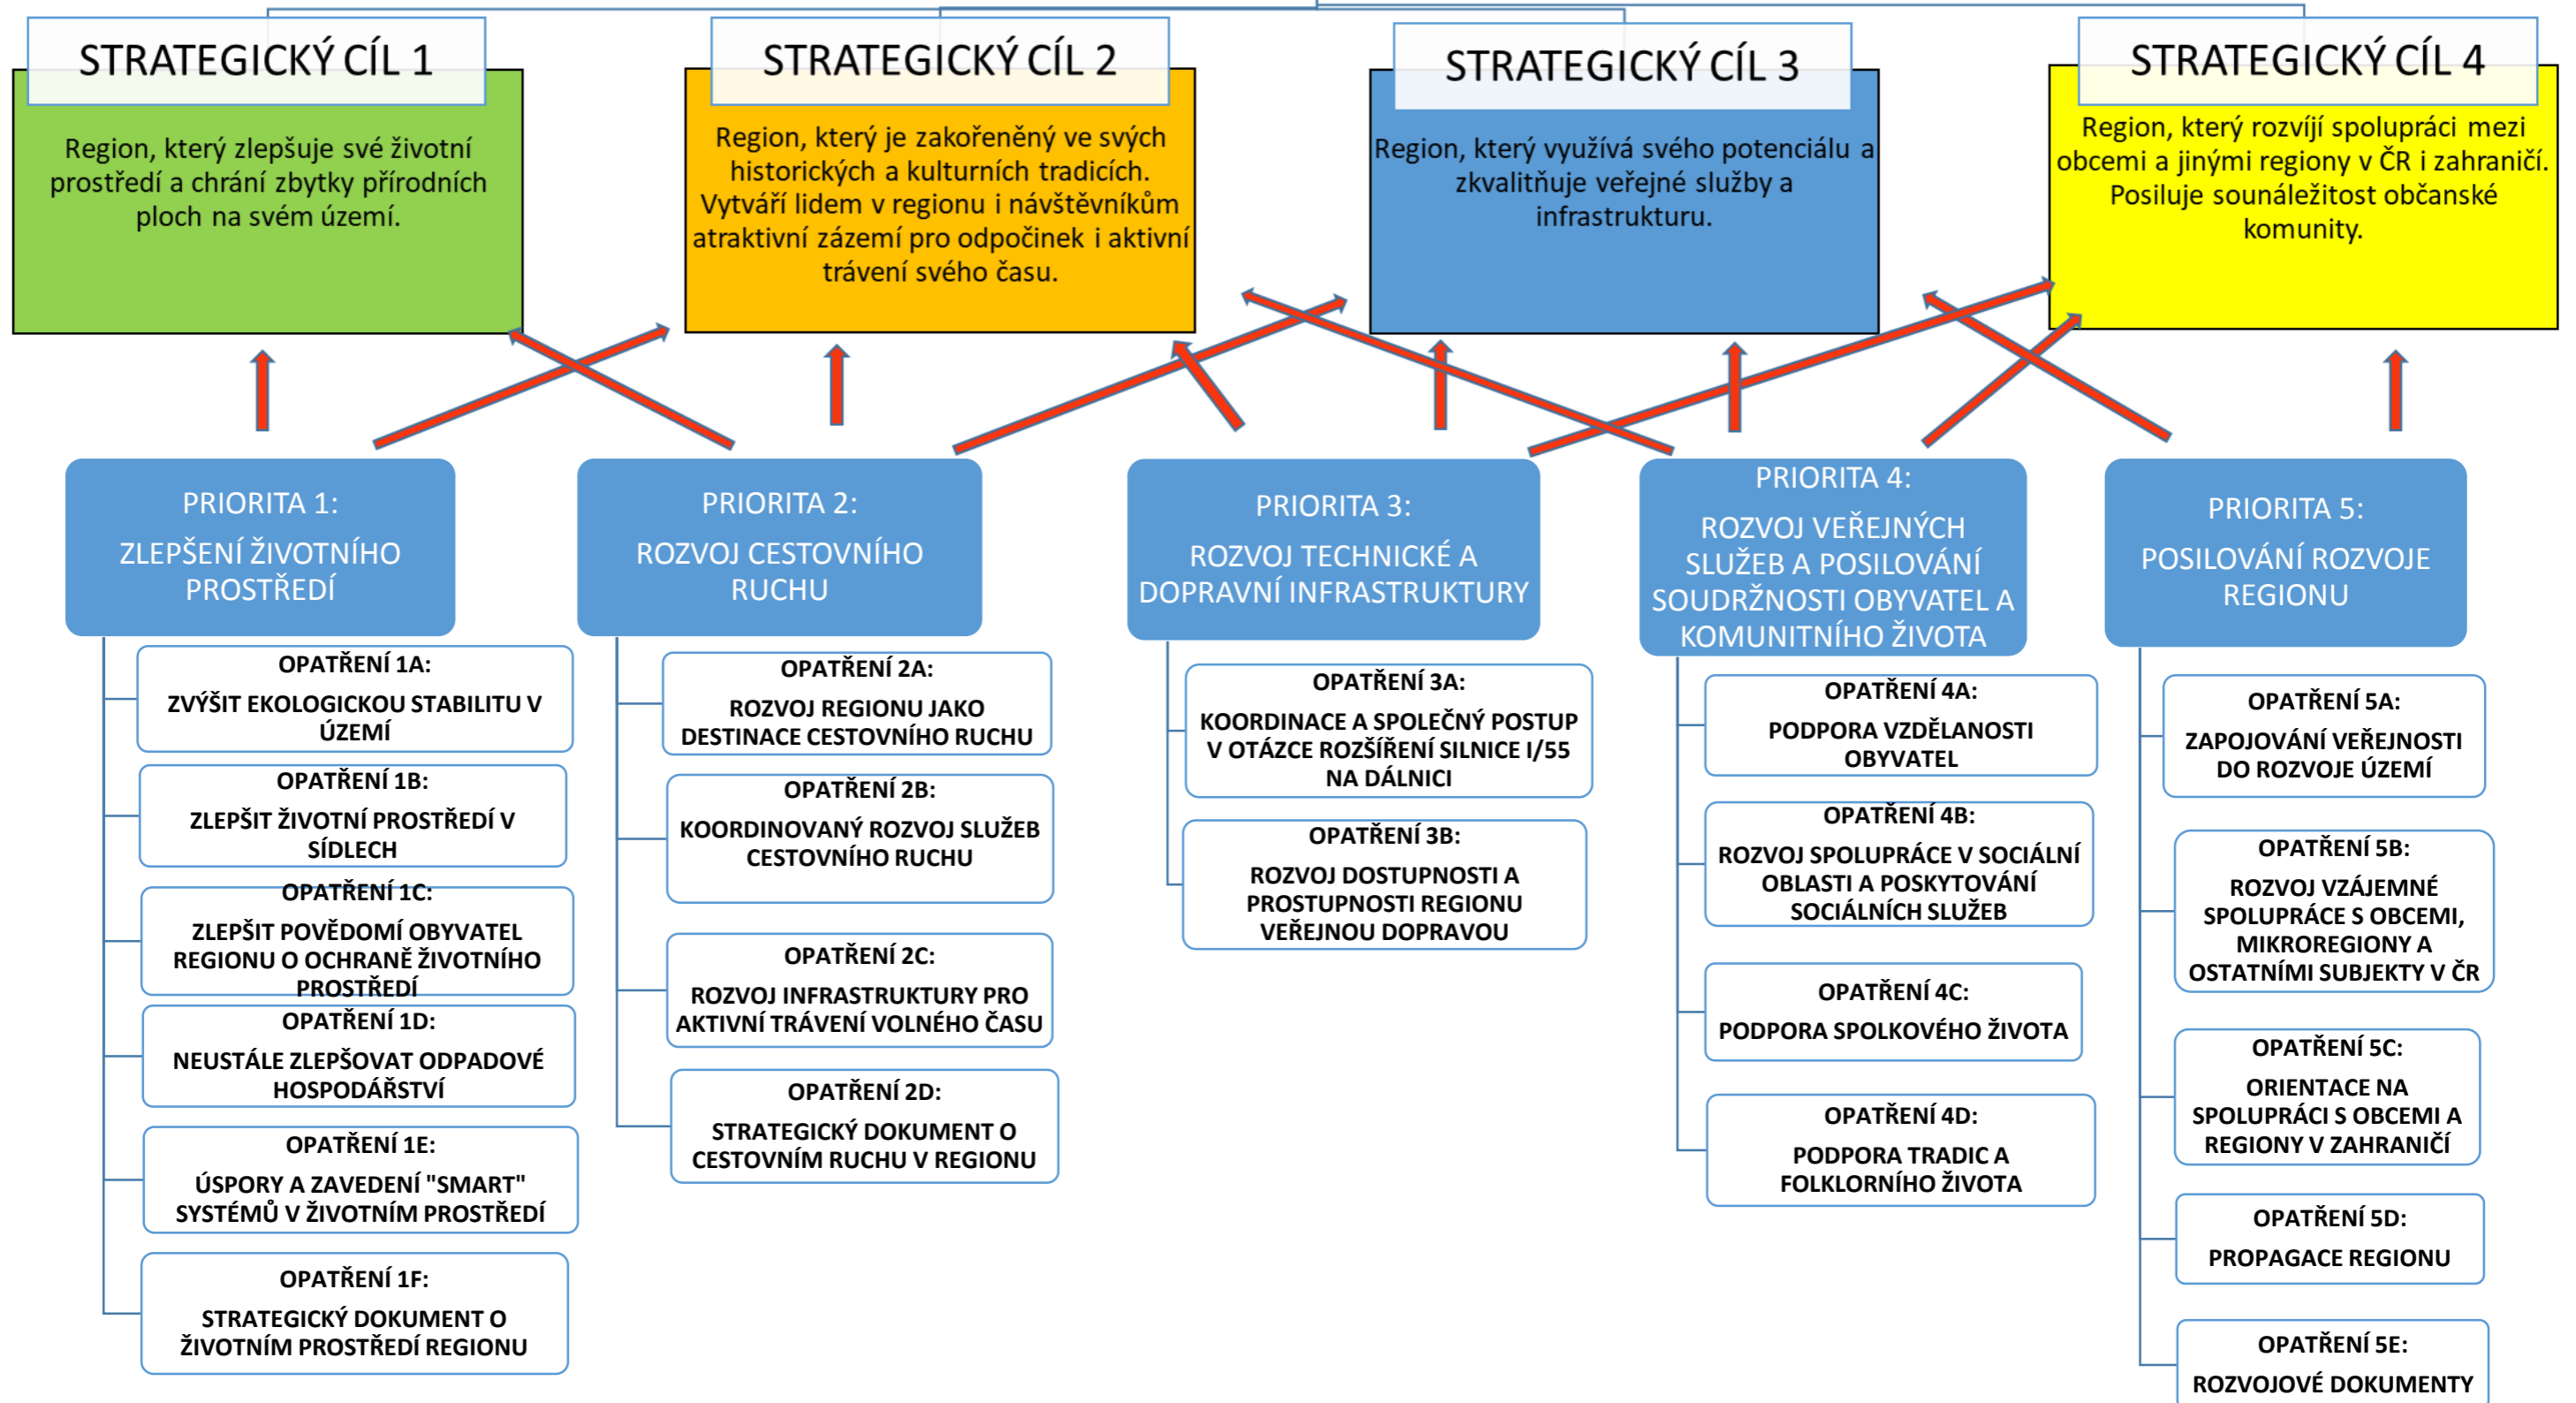 STRATEGICKÝ CÍL 1
Region, který zlepšuje své životní
prostředí a chrání zbytky přírodních
ploch na svém území.
STRATEGICKÝ CÍL 2
Region, který je zakořeněný ve svých
historických a kulturních tradicích.
Vytváří lidem v regionu i návštěvníkům
atraktivní zázemí pro odpočinek i aktivní
trávení svého času.
STRATEGICKÝ CÍL 3
Region, který využívá svého potenciálu a
zkvalitňuje veřejné služby a
infrastrukturu.
STRATEGICKÝ CÍL 4
Region, který rozvíjí spolupráci mezi
obcemi a jinými regiony v ČR i zahraničí.
Posiluje sounáležitost občanské
komunity.
PRIORITA 1:
ZLEPŠENÍ ŽIVOTNÍHO
PROSTŘEDÍ
OPATŘENÍ 1A:
ZVÝŠIT EKOLOGICKOU STABILITU V
ÚZEMÍ
OPATŘENÍ 1B:
ZLEPŠIT ŽIVOTNÍ PROSTŘEDÍ V
SÍDLECH
OPATŘENÍ 1C:
ZLEPŠIT POVĚDOMÍ OBYVATEL
REGIONU O OCHRANĚ ŽIVOTNÍHO
PROSTŘEDÍ
OPATŘENÍ 1D:
NEUSTÁLE ZLEPŠOVAT ODPADOVÉ
HOSPODÁŘSTVÍ
OPATŘENÍ 1E:
ÚSPORY A ZAVEDENÍ "SMART"
SYSTÉMŮ V ŽIVOTNÍM PROSTŘEDÍ
OPATŘENÍ 1F:
STRATEGICKÝ DOKUMENT O
ŽIVOTNÍM PROSTŘEDÍ REGIONU
PRIORITA 2:
ROZVOJ CESTOVNÍHO
RUCHU
OPATŘENÍ 2A:
ROZVOJ REGIONU JAKO
DESTINACE CESTOVNÍHO RUCHU
OPATŘENÍ 2B:
KOORDINOVANÝ ROZVOJ SLUŽEB
CESTOVNÍHO RUCHU
OPATŘENÍ 2C:
ROZVOJ INFRASTRUKTURY PRO
AKTIVNÍ TRÁVENÍ VOLNÉHO ČASU
OPATŘENÍ 2D:
STRATEGICKÝ DOKUMENT O
CESTOVNÍM RUCHU V REGIONU
PRIORITA 3:
ROZVOJ TECHNICKÉ A
DOPRAVNÍ INFRASTRUKTURY
OPATŘENÍ 3A:
KOORDINACE A SPOLEČNÝ POSTUP
V OTÁZCE ROZŠÍŘENÍ SILNICE I/55
NA DÁLNICI
OPATŘENÍ 3B:
ROZVOJ DOSTUPNOSTI A
PROSTUPNOSTI REGIONU
VEŘEJNOU DOPRAVOU
PRIORITA 4:
ROZVOJ VEŘEJNÝCH
SLUŽEB A POSILOVÁNÍ
SOUDRŽNOSTI OBYVATEL A
KOMUNITNÍHO ŽIVOTA
OPATŘENÍ 4A:
PODPORA VZDĚLANOSTI
OBYVATEL
OPATŘENÍ 4B:
ROZVOJ SPOLUPRÁCE V SOCIÁLNÍ
OBLASTI A POSKYTOVÁNÍ
SOCIÁLNÍCH SLUŽEB
OPATŘENÍ 4C:
PODPORA SPOLKOVÉHO ŽIVOTA
OPATŘENÍ 4D:
PODPORA TRADIC A
FOLKLORNÍHO ŽIVOTA
PRIORITA 5:
POSILOVÁNÍ ROZVOJE
REGIONU
OPATŘENÍ 5A:
ZAPOJOVÁNÍ VEŘEJNOSTI
DO ROZVOJE ÚZEMÍ
OPATŘENÍ 5B:
ROZVOJ VZÁJEMNÉ
SPOLUPRÁCE S OBCEMI,
MIKROREGIONY A
OSTATNÍMI SUBJEKTY V ČR
OPATŘENÍ 5C:
ORIENTACE NA
SPOLUPRÁCI S OBCEMI A
REGIONY V ZAHRANIČÍ
OPATŘENÍ 5D:
PROPAGACE REGIONU
OPATŘENÍ 5E:
ROZVOJOVÉ DOKUMENTY